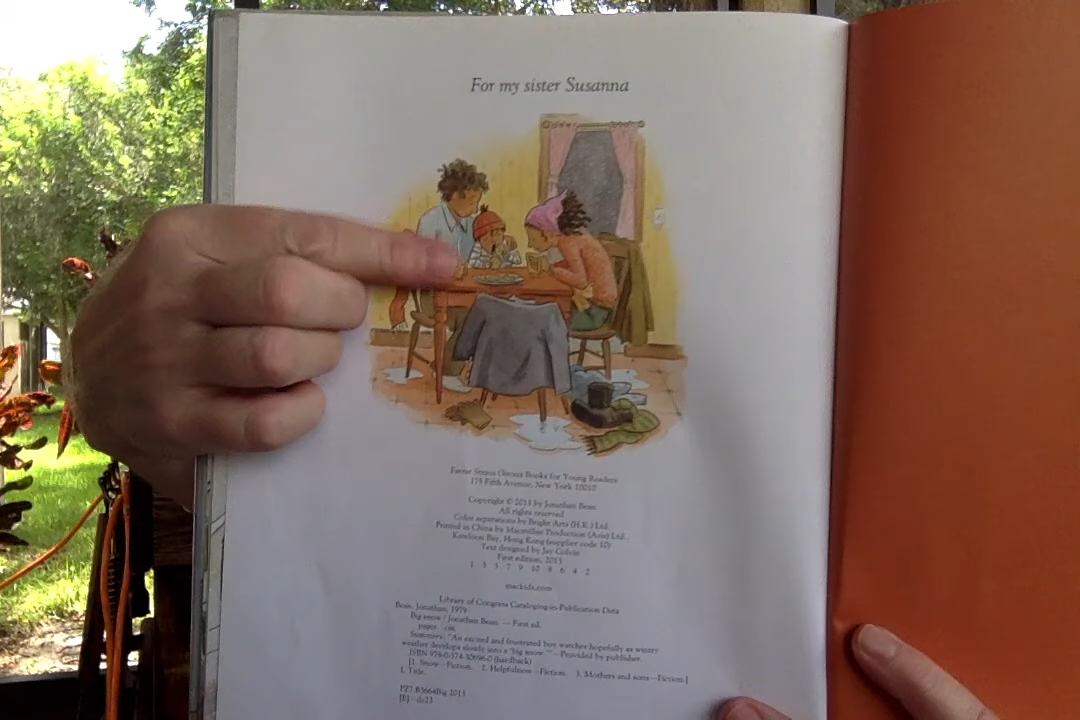 For my sister Susanna
Farrar Straus Giroux Books for Young Readers
175 Fifth Avenue, New York 10010
Copyright © 2013 by Jonathan Bean
All rights reserved
Color separations by Bright Arts (H.K.) Ltd.
Printed in China by Macmillan Production (Asia) Ltd.,
Kowloon Bay, Hong Kong (supplier code 10)
Text designed by Jay Colvin
First edition, 2013
1 3 5 7 9 10 8 6 4 2
mackids.com
Library of Congress Cataloging-in-Publication Data
Bean, Jonathan, 1979-
Big snow / Jonathan Bean. — First ed.
paper cm
Summary: "An excited and frustrated boy watches hopefully as wintry
weather develops slowly into a 'big snow.'"—Provided by publisher.
ISBN 978-0-374-30696-0 (hardback)
[1. Snow—Fiction. 2. Helpfulness—Fiction. 3. Mothers and sons—Fiction.]
I. Title.
PZ7.B3664Big 2013
[E]—dc23